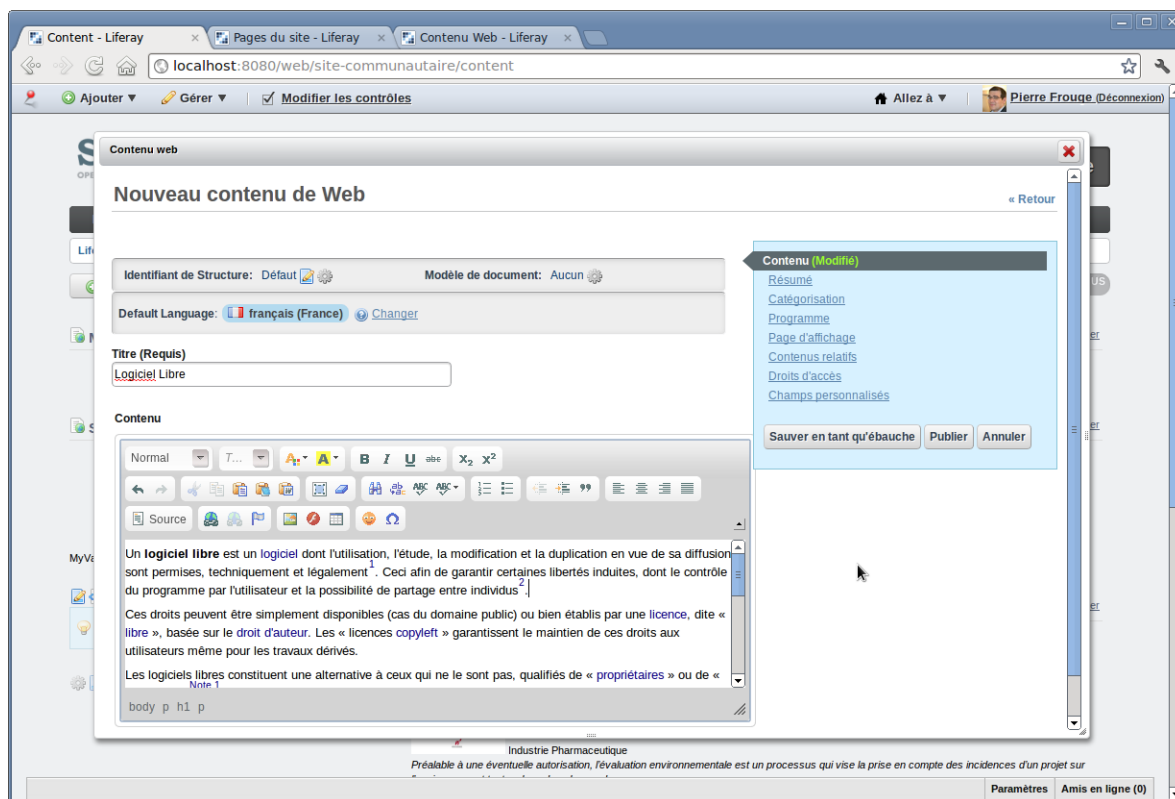 Content - Liferay
Pages du site - Liferay
Contenu Web - Liferay
localhost:8080/web/site-communautaire/content
Ajouter ▼ Gérer ▼ Modifier les contrôles Allez à ▼ Pierre Frouge (Déconnexion)
Contenu web
Nouveau contenu de Web
« Retour
Identifiant de Structure: Défaut Modèle de document: Aucun
Default Language: français (France) Changer
Titre (Requis)
Logiciel Libre
Contenu
Contenu (Modifié)
Résumé
Catégorisation
Programme
Page d'affichage
Contenus relatifs
Droits d'accès
Champs personnalisés
Sauver en tant qu'ébauche Publier Annuler
Normal T...
B I U abc X₂ X²
Source
Un logiciel libre est un logiciel dont l'utilisation, l'étude, la modification et la duplication en vue de sa diffusion
sont permises, techniquement et légalement¹. Ceci afin de garantir certaines libertés induites, dont le contrôle
du programme par l'utilisateur et la possibilité de partage entre individus².
Ces droits peuvent être simplement disponibles (cas du domaine public) ou bien établis par une licence, dite «
libre », basée sur le droit d'auteur. Les « licences copyleft » garantissent le maintien de ces droits aux
utilisateurs même pour les travaux dérivés.
Les logiciels libres constituent une alternative à ceux qui ne le sont pas, qualifiés de « propriétaires » ou de «
Note 1
body p h1 p
Industrie Pharmaceutique
Préalable à une éventuelle autorisation, l'évaluation environnementale est un processus qui vise la prise en compte des incidences d'un projet sur
Paramètres Amis en ligne (0)